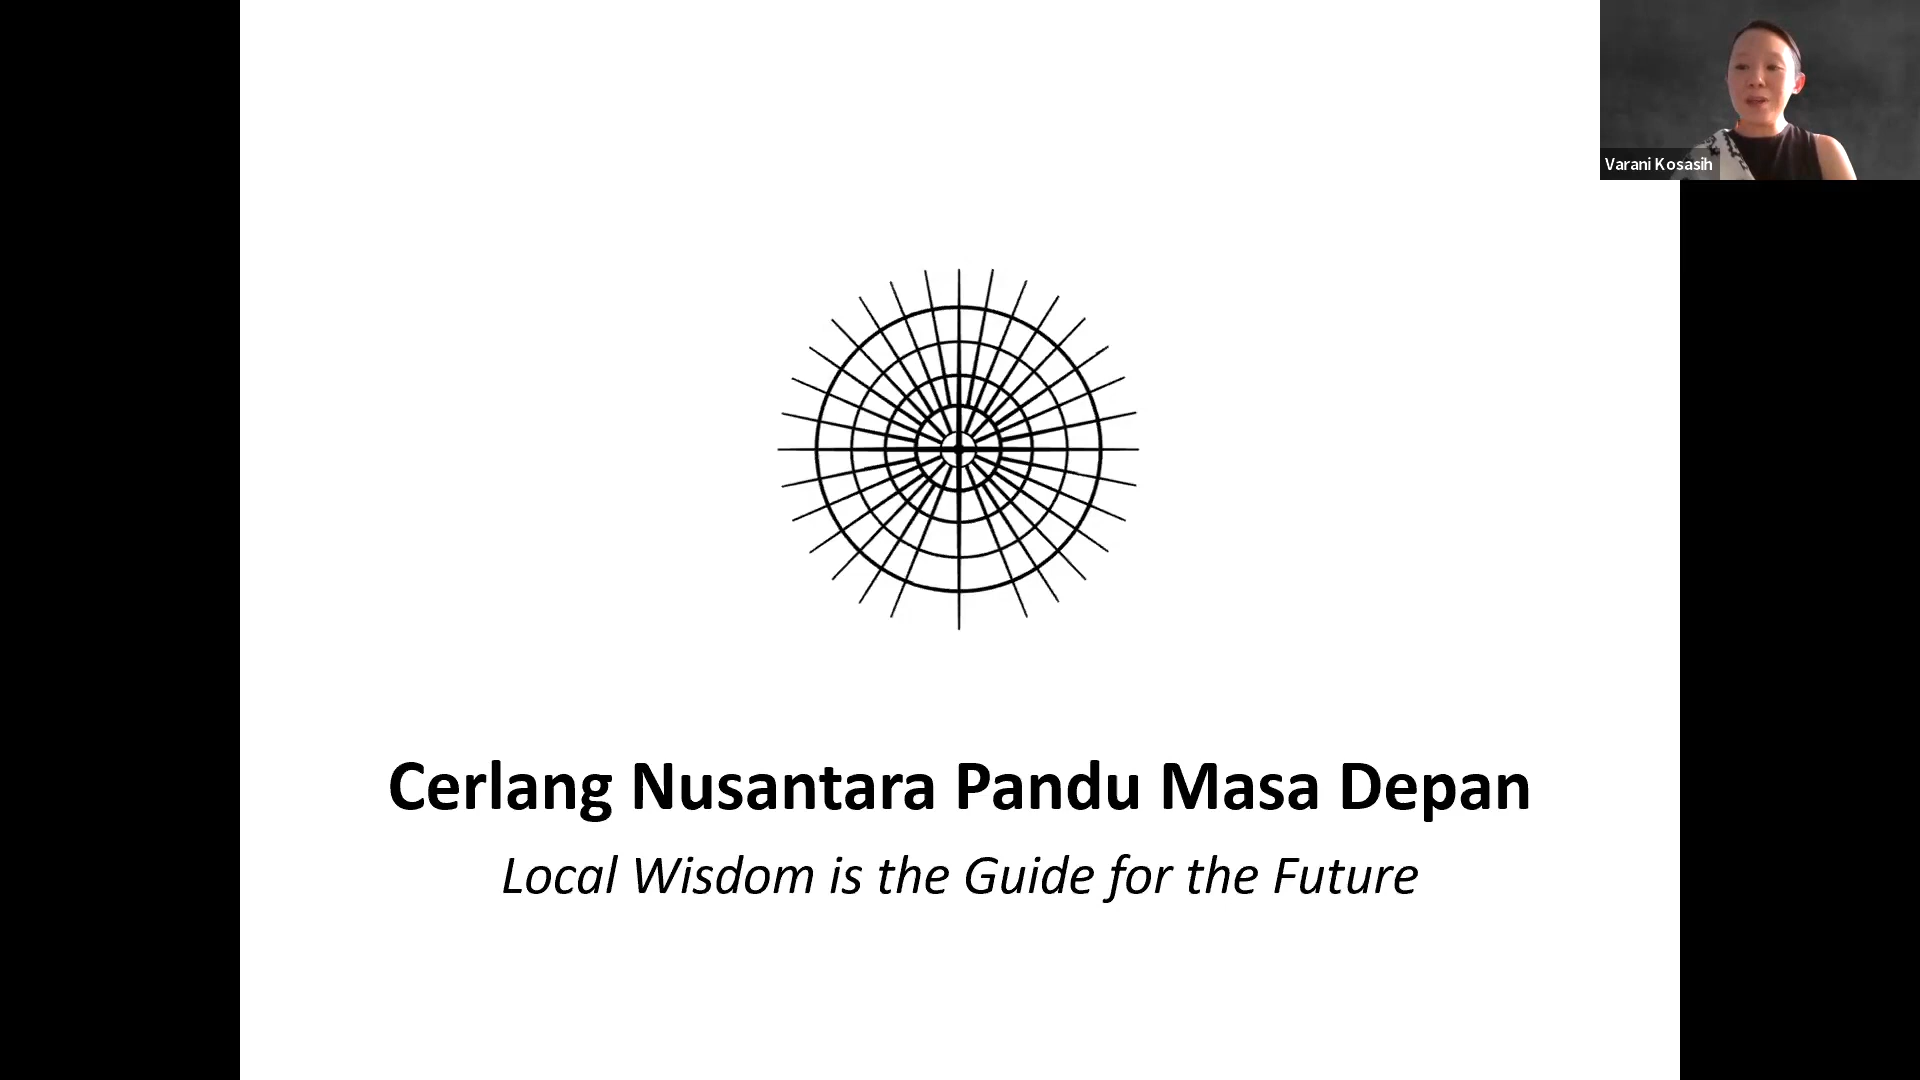 Varani Kosasih
Cerlang Nusantara Pandu Masa Depan
Local Wisdom is the Guide for the Future